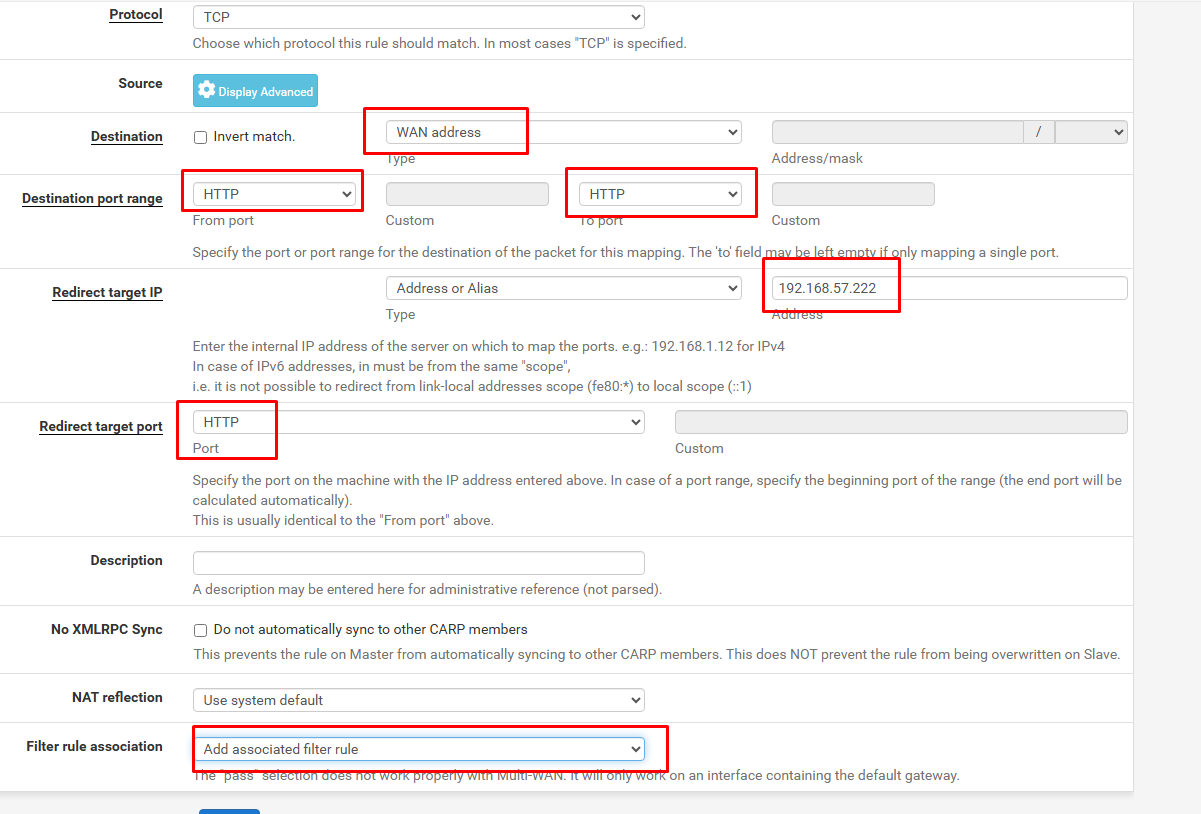 Protocol
TCP
Choose which protocol this rule should match. In most cases "TCP" is specified.
Source
Display Advanced
Destination
Invert match.
WAN address
/
Type
Address/mask
Destination port range
HTTP
HTTP
From port
Custom
To port
Custom
Specify the port or port range for the destination of the packet for this mapping. The 'to' field may be left empty if only mapping a single port.
Redirect target IP
Address or Alias
192.168.57.222
Type
Address
Enter the internal IP address of the server on which to map the ports. e.g.: 192.168.1.12 for IPv4
In case of IPv6 addresses, in must be from the same "scope",
i.e. it is not possible to redirect from link-local addresses scope (fe80:*) to local scope (::1)
Redirect target port
HTTP
Port
Custom
Specify the port on the machine with the IP address entered above. In case of a port range, specify the beginning port of the range (the end port will be
calculated automatically).
This is usually identical to the "From port" above.
Description
A description may be entered here for administrative reference (not parsed).
No XMLRPC Sync
Do not automatically sync to other CARP members
This prevents the rule on Master from automatically syncing to other CARP members. This does NOT prevent the rule from being overwritten on Slave.
NAT reflection
Use system default
Filter rule association
Add associated filter rule
The "pass" selection does not work properly with Multi-WAN. It will only work on an interface containing the default gateway.